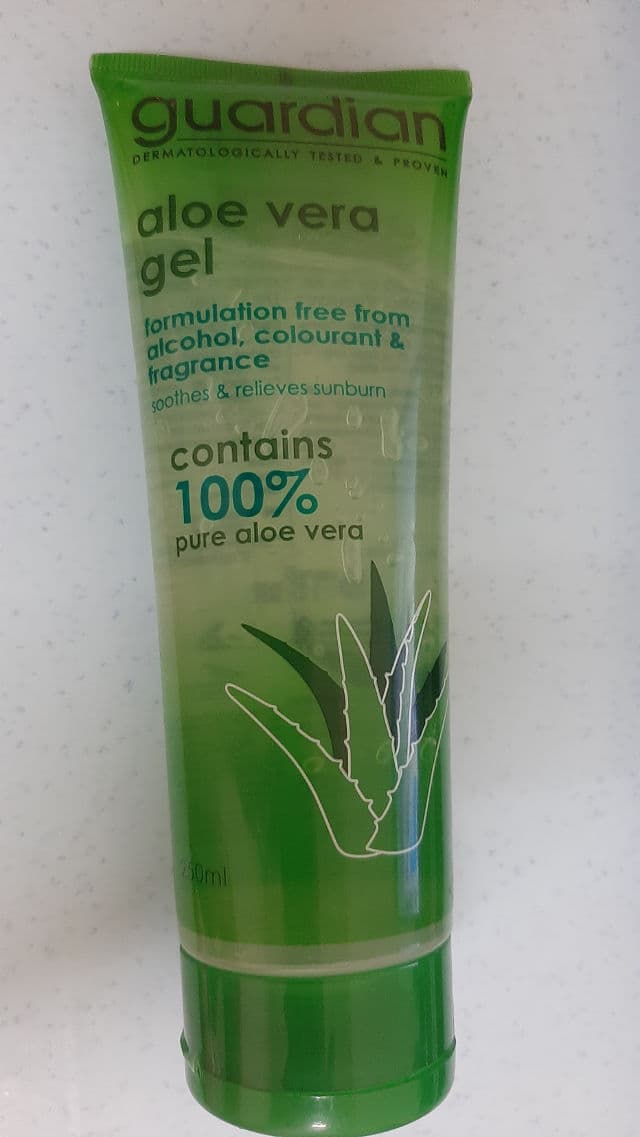 guardian
DERMATOLOGICALLY TESTED & PROVEN
aloe vera
gel
formulation free from
alcohol, colourant &
fragrance
soothes & relieves sunburn
contains
100%
pure aloe vera
250ml